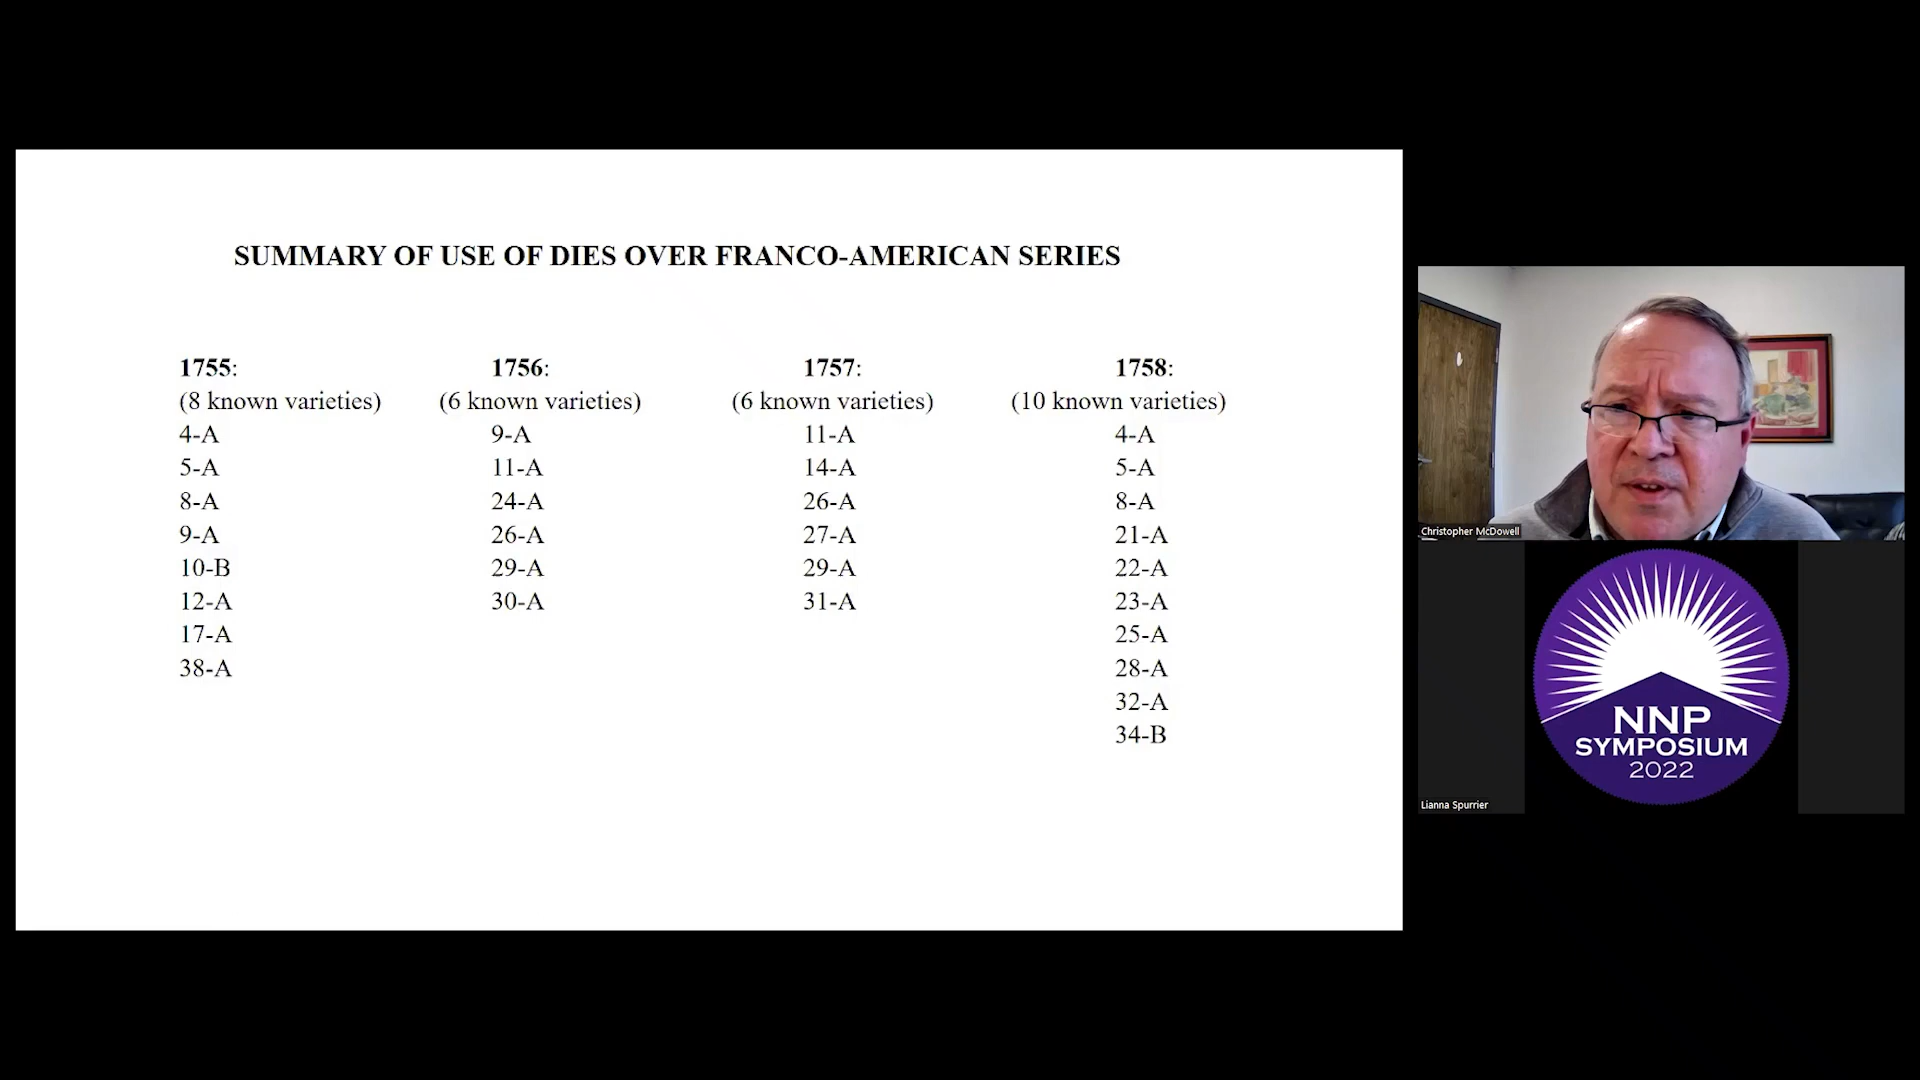 SUMMARY OF USE OF DIES OVER FRANCO-AMERICAN SERIES
1755:
(8 known varieties)
4-A
5-A
8-A
9-A
10-B
12-A
17-A
38-A
1756:
(6 known varieties)
9-A
11-A
24-A
26-A
29-A
30-A
1757:
(6 known varieties)
11-A
14-A
26-A
27-A
29-A
31-A
1758:
(10 known varieties)
4-A
5-A
8-A
21-A
22-A
23-A
25-A
28-A
32-A
34-B
Christopher McDowell
NNP
SYMPOSIUM
2022
Lianna Spurrier